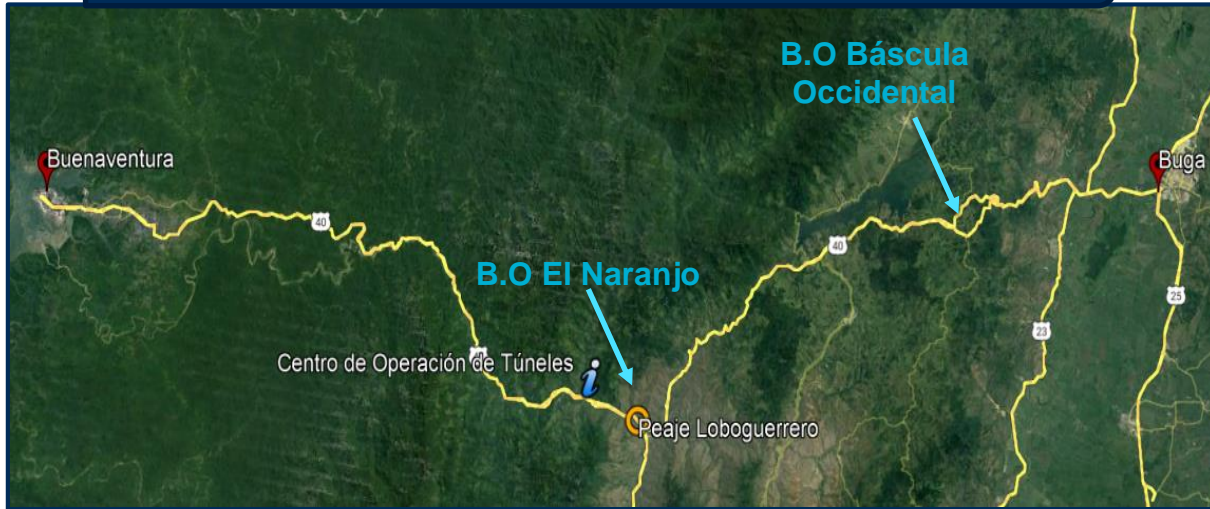 B.O Báscula
Occidental
Buenaventura
Buga
40
40
B.O El Naranjo
25
23
Centro de Operación de Túneles
Peaje Loboguerrero